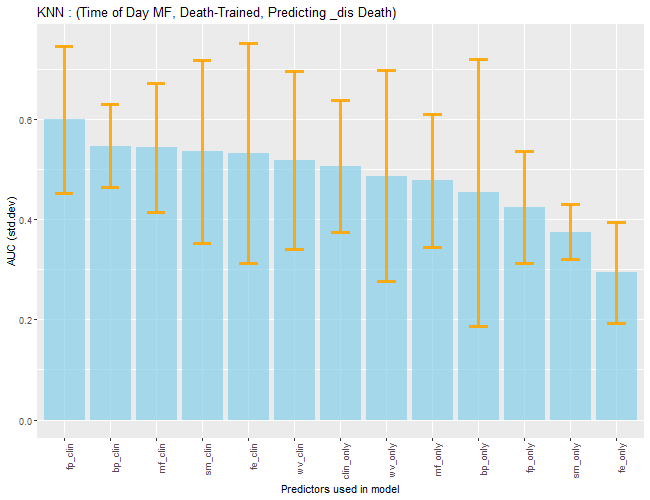 KNN : (Time of Day MF, Death-Trained, Predicting _dis Death)
AUC (std.dev)
0.6
0.4
0.2
0.0
fp_clin
bp_clin
mf_clin
sm_clin
fe_clin
wv_clin
clin_only
wv_only
mf_only
bp_only
fp_only
sm_only
fe_only
Predictors used in model